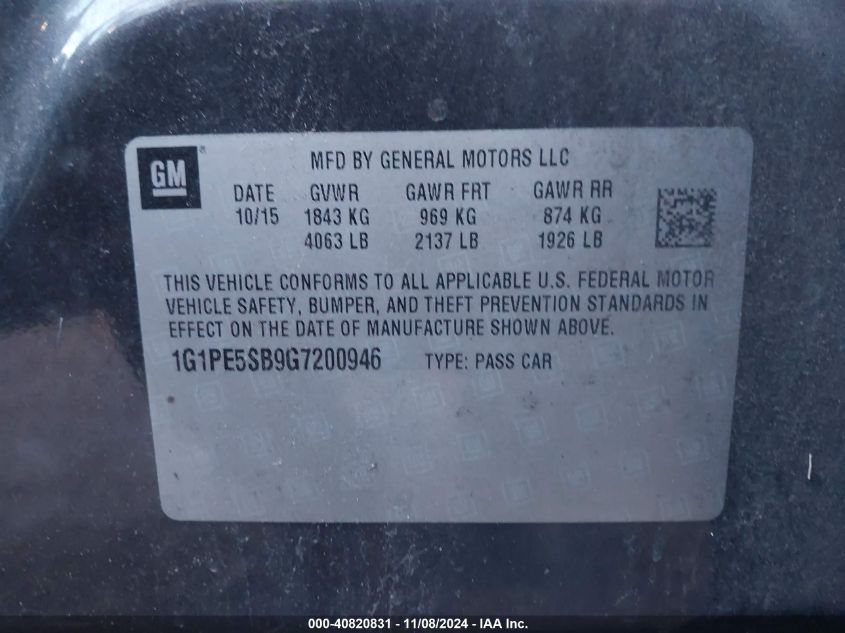 GM®
MFD BY GENERAL MOTORS LLC
DATE GVWR GAWR FRT GAWR RR
10/15 1843 KG 969 KG 874 KG
4063 LB 2137 LB 1926 LB
THIS VEHICLE CONFORMS TO ALL APPLICABLE U.S. FEDERAL MOTOR
VEHICLE SAFETY, BUMPER, AND THEFT PREVENTION STANDARDS IN
EFFECT ON THE DATE OF MANUFACTURE SHOWN ABOVE.
1G1PE5SB9G7200946 TYPE: PASS CAR
000-40820831 - 11/08/2024 - IAA Inc.